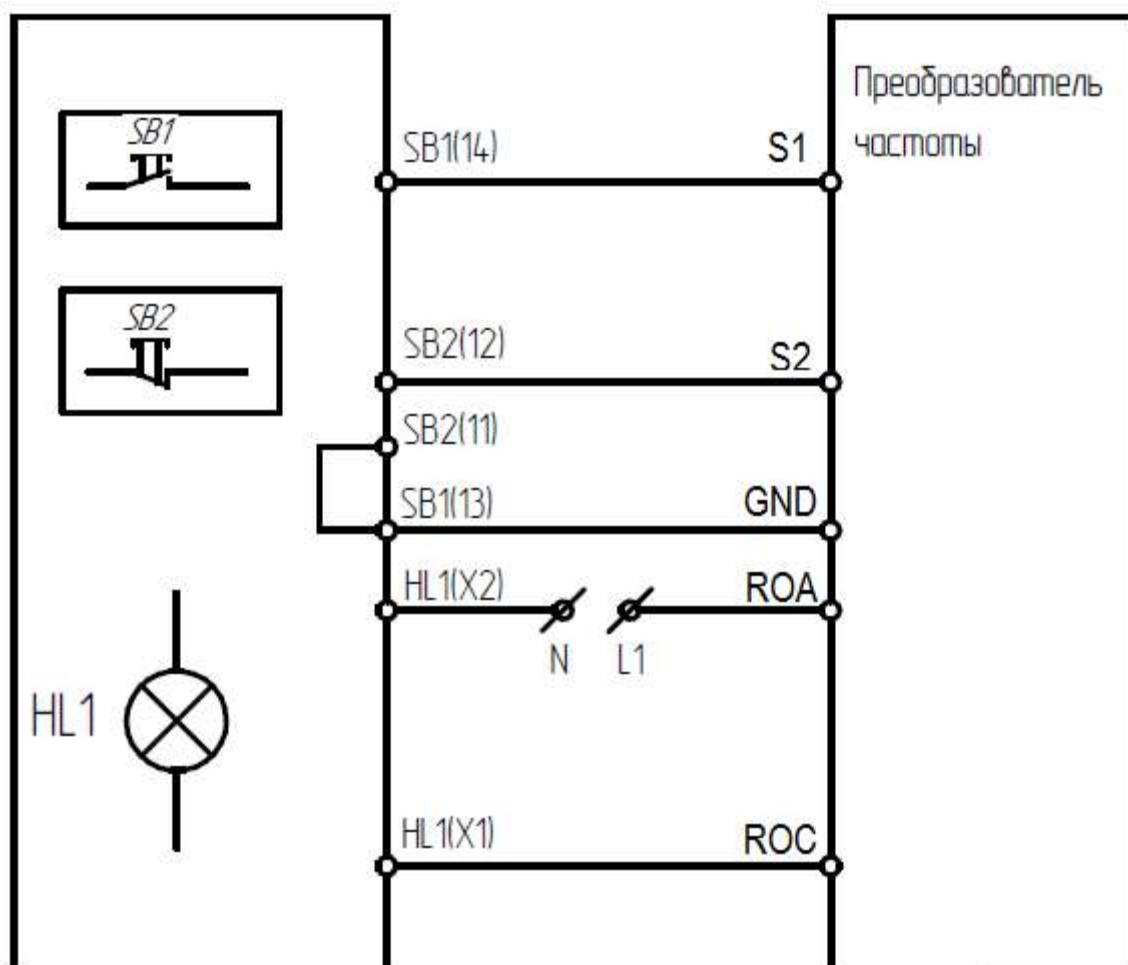 Преобразователь
частоты
SB1
SB1(14)
S1
SB2
SB2(12)
S2
SB2(11)
SB1(13)
GND
HL1(X2)
ROA
N
L1
HL1
HL1(X1)
ROC